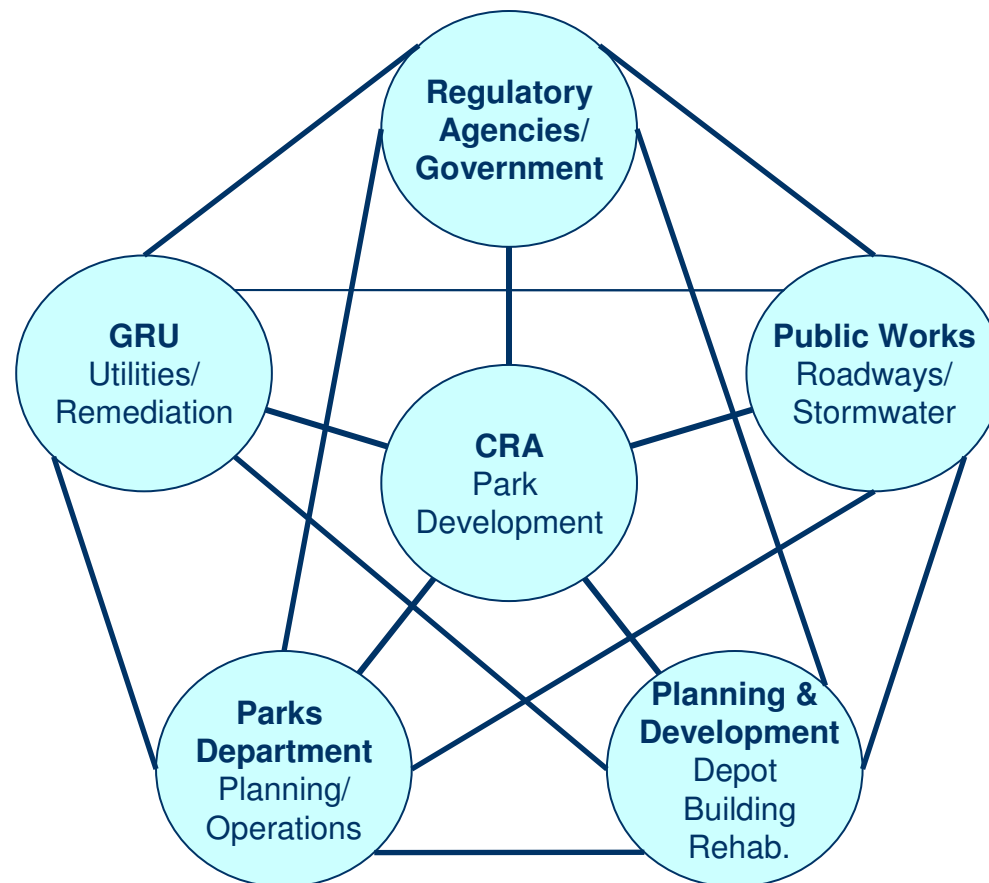 Regulatory
Agencies/
Government
GRU
Utilities/
Remediation
Public Works
Roadways/
Stormwater
CRA
Park
Development
Parks
Department
Planning/
Operations
Planning &
Development
Depot
Building
Rehab.